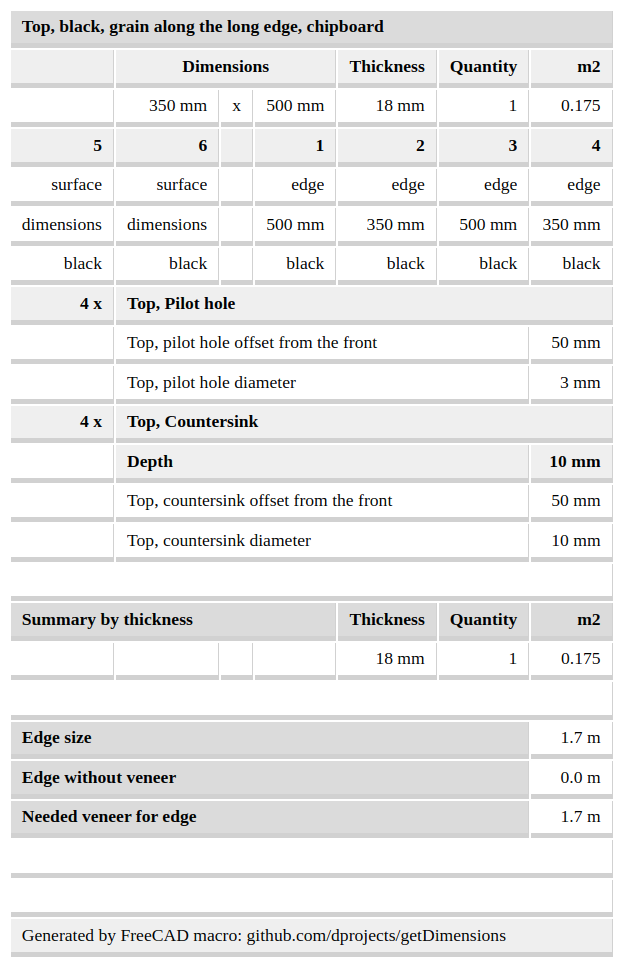 Top, black, grain along the long edge, chipboard
Dimensions Thickness Quantity m2
350 mm x 500 mm 18 mm 1 0.175
5 6 1 2 3 4
surface surface edge edge edge edge
dimensions dimensions 500 mm 350 mm 500 mm 350 mm
black black black black black black
4 x Top, Pilot hole
Top, pilot hole offset from the front 50 mm
Top, pilot hole diameter 3 mm
4 x Top, Countersink
Depth 10 mm
Top, countersink offset from the front 50 mm
Top, countersink diameter 10 mm
Summary by thickness Thickness Quantity m2
18 mm 1 0.175
Edge size 1.7 m
Edge without veneer 0.0 m
Needed veneer for edge 1.7 m
Generated by FreeCAD macro: github.com/dprojects/getDimensions